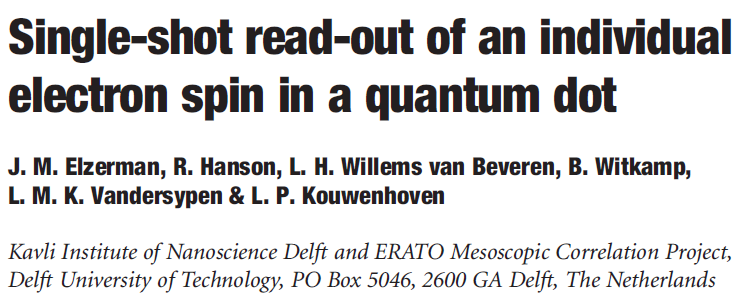 Single-shot read-out of an individual
electron spin in a quantum dot
J. M. Elzerman, R. Hanson, L. H. Willems van Beveren, B. Witkamp,
L. M. K. Vandersypen & L. P. Kouwenhoven
Kavli Institute of Nanoscience Delft and ERATO Mesoscopic Correlation Project,
Delft University of Technology, PO Box 5046, 2600 GA Delft, The Netherlands